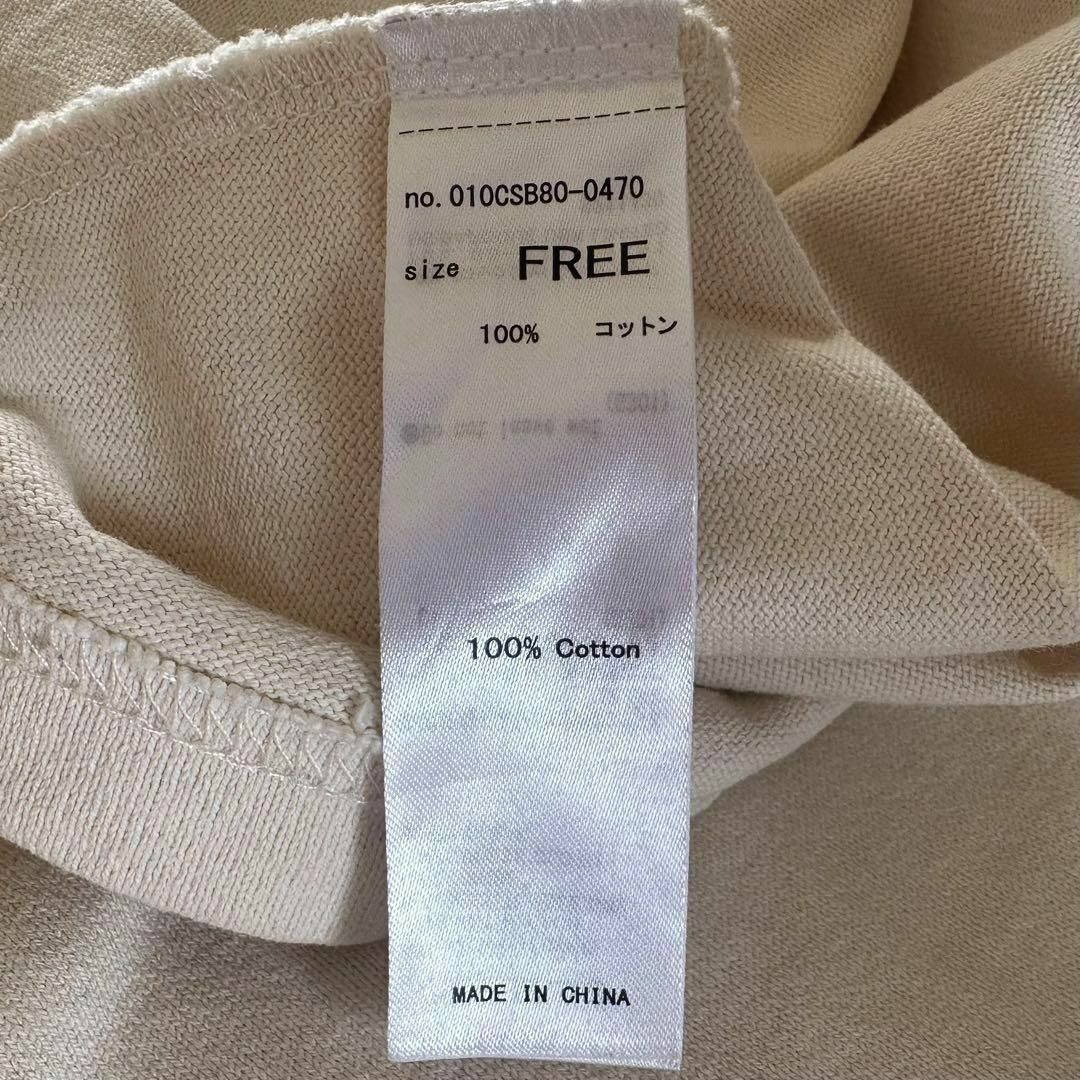 no.010CSB80-0470
size FREE
100% コットン
100% Cotton
MADE IN CHINA